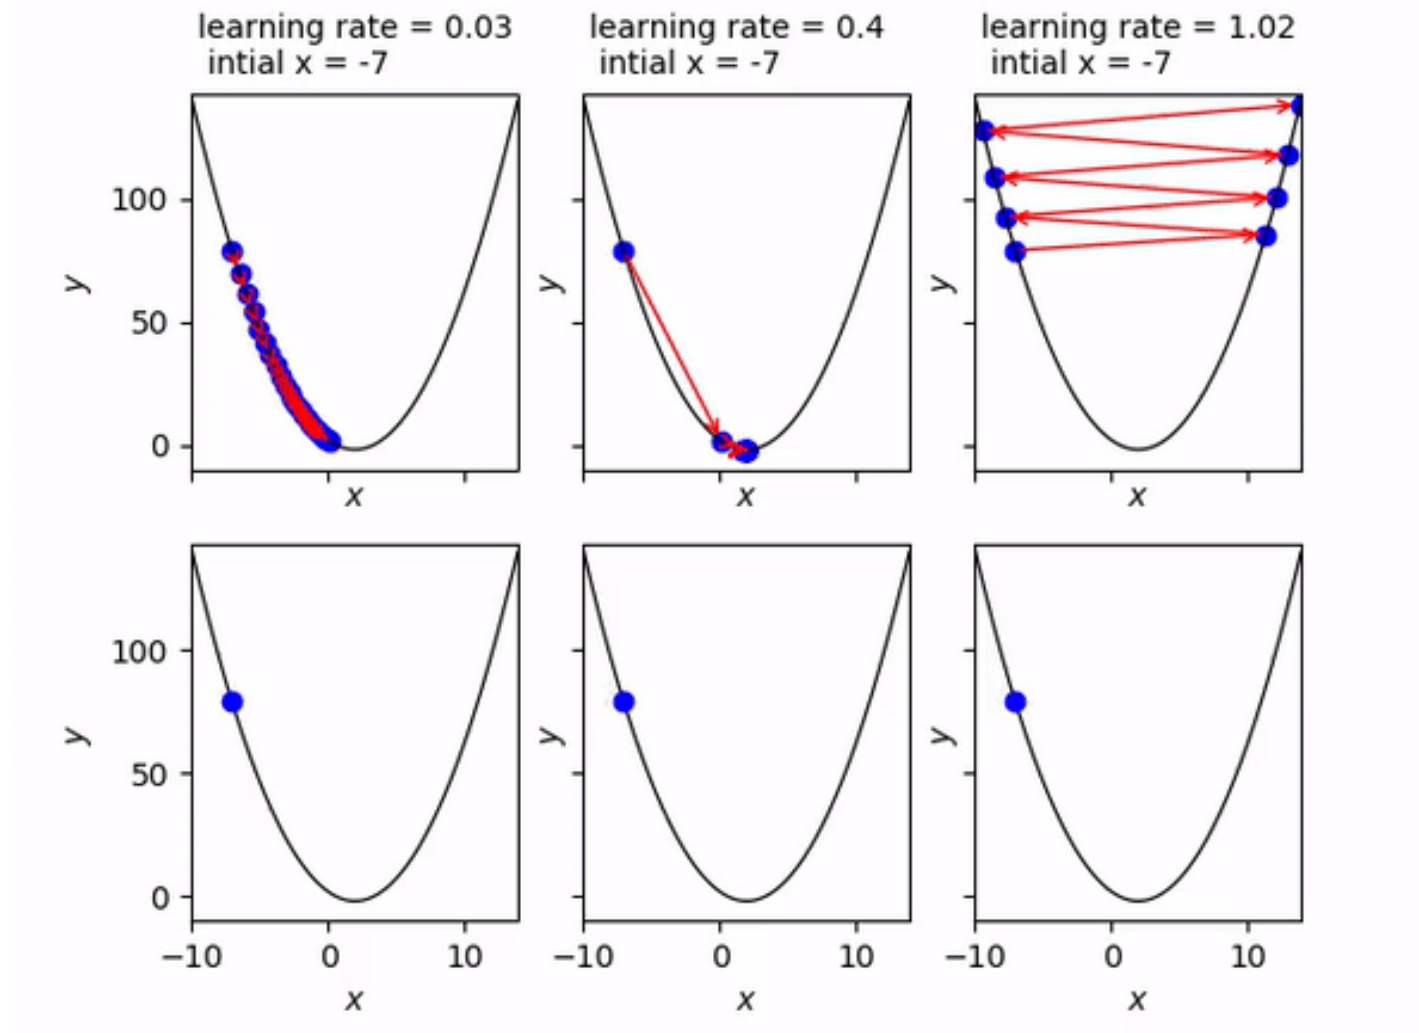 learning rate = 0.03
intial x = -7
learning rate = 0.4
intial x = -7
learning rate = 1.02
intial x = -7
100
50
0
y
x
y
x
y
x
100
50
0
y
−10 0 10
x
y
−10 0 10
x
y
−10 0 10
x